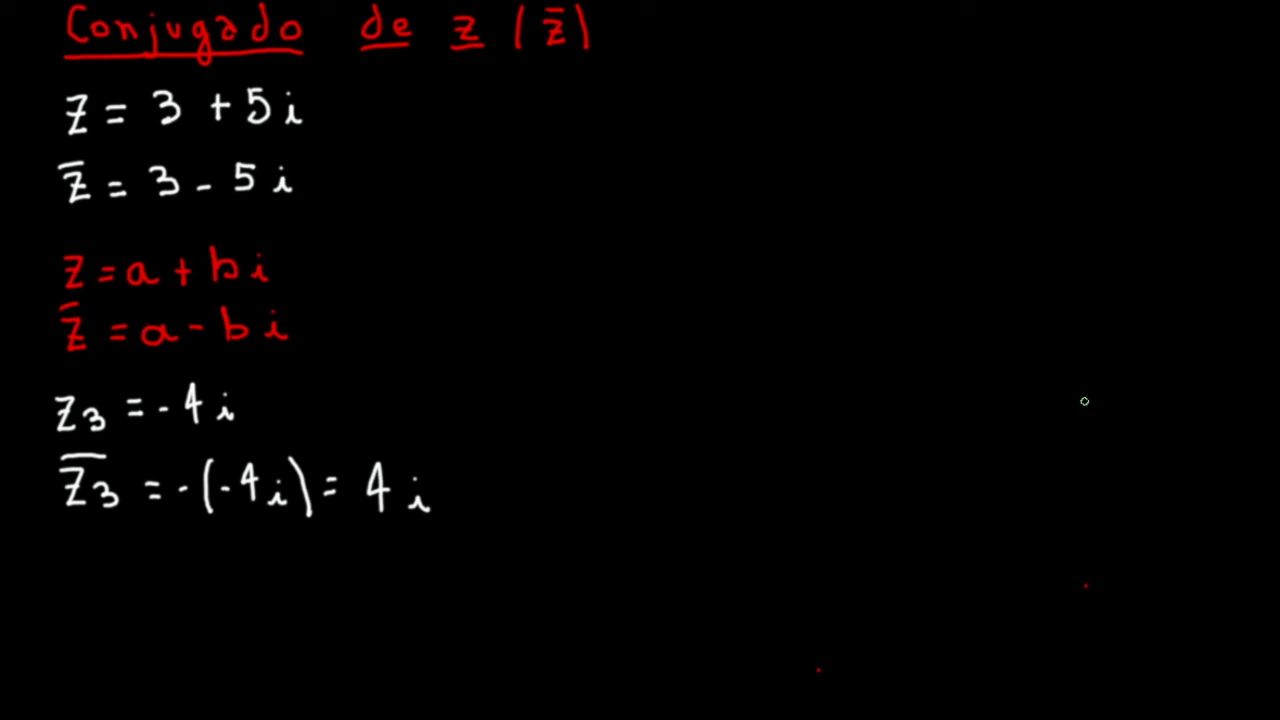 Conjugado de z (z̅)
z = 3 + 5i
z̅ = 3 - 5i
z = a + bi
z̅ = a - bi
z₃ = -4i
z̅₃̅ = -(-4i) = 4i